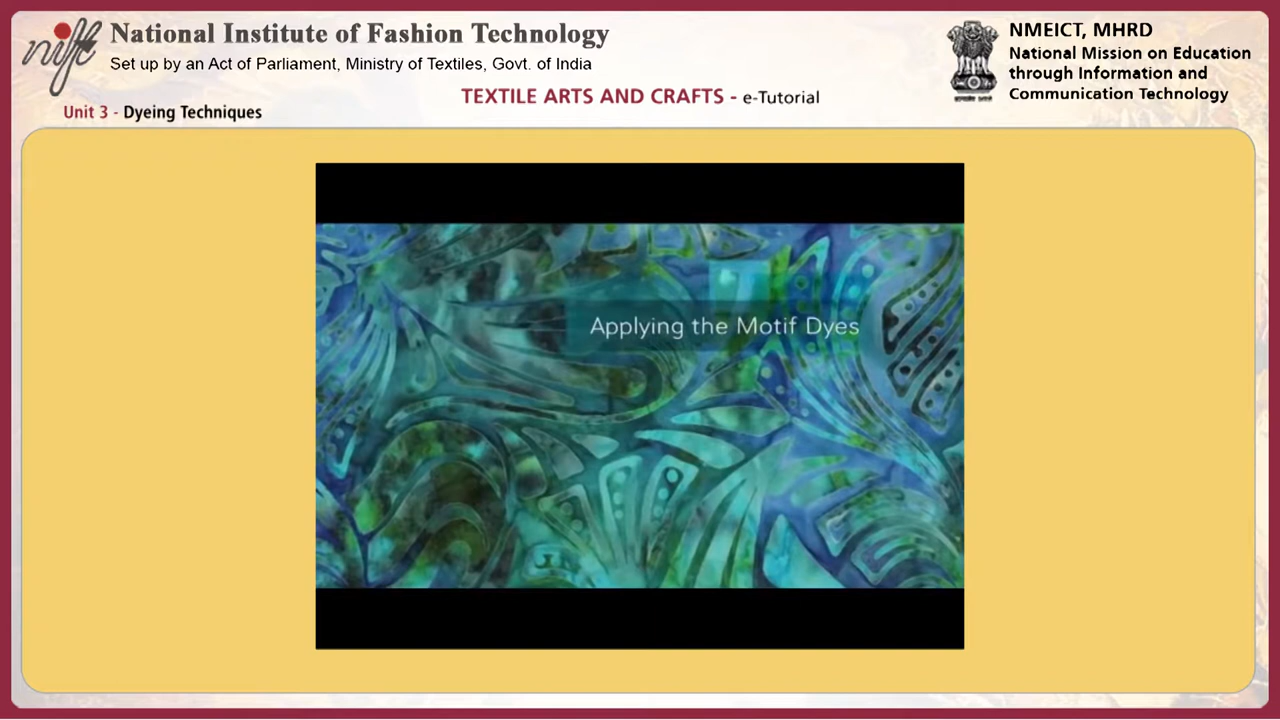 nift
National Institute of Fashion Technology
Set up by an Act of Parliament, Ministry of Textiles, Govt. of India
NMEICT, MHRD
National Mission on Education
through Information and
Communication Technology
TEXTILE ARTS AND CRAFTS - e-Tutorial
Unit 3 - Dyeing Techniques
Applying the Motif Dyes